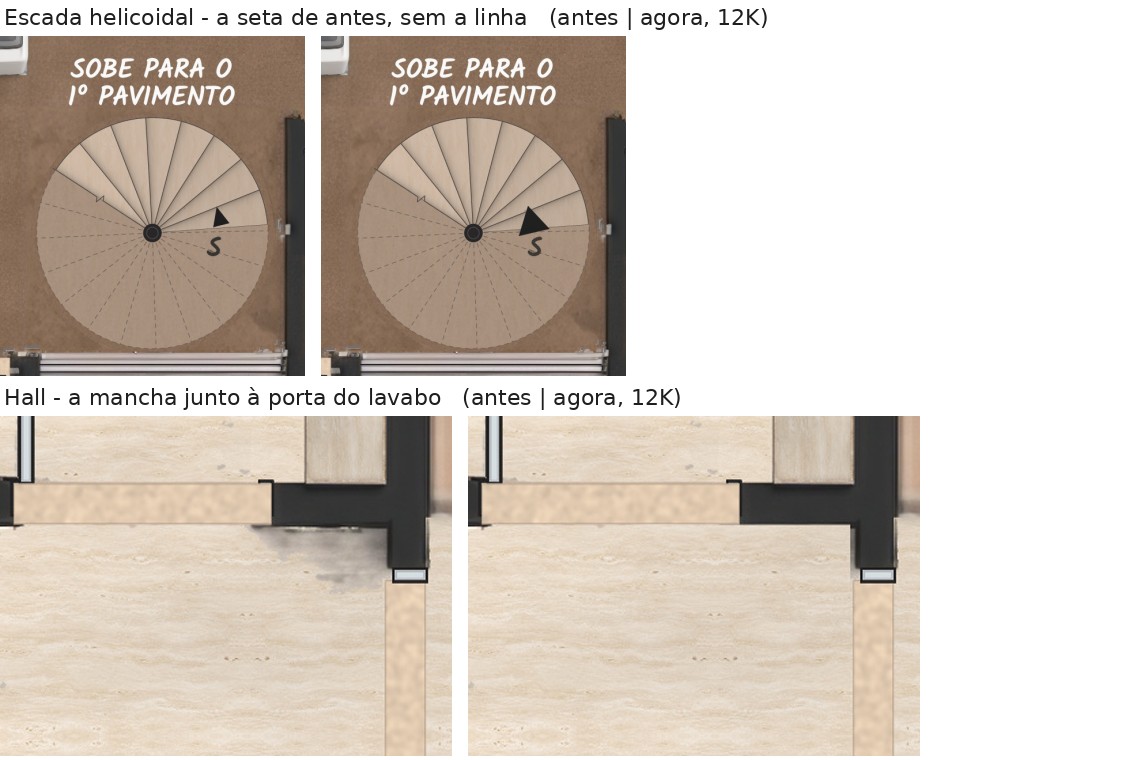 Escada helicoidal - a seta de antes, sem a linha (antes | agora, 12K)
SOBE PARA O
1º PAVIMENTO
S
SOBE PARA O
1º PAVIMENTO
S
Hall - a mancha junto à porta do lavabo (antes | agora, 12K)